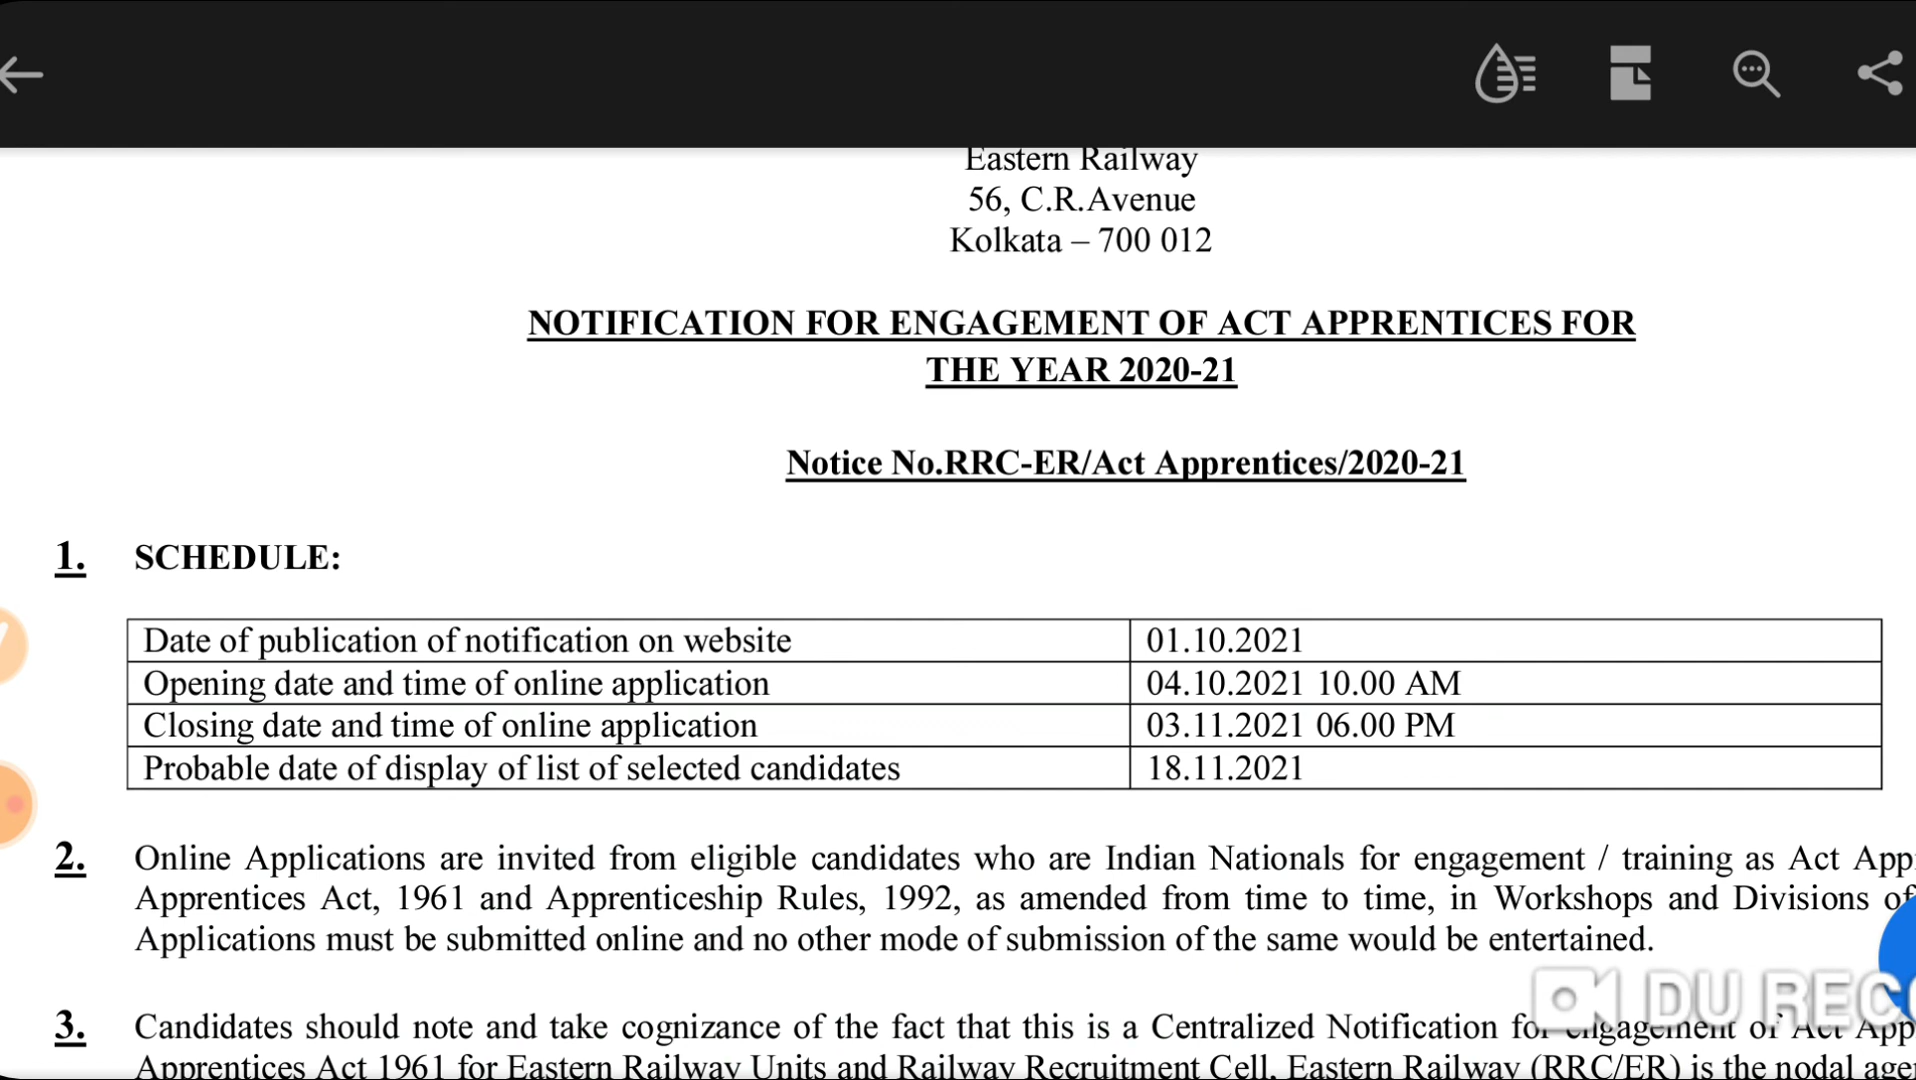 Eastern Railway
56, C.R.Avenue
Kolkata – 700 012
NOTIFICATION FOR ENGAGEMENT OF ACT APPRENTICES FOR
THE YEAR 2020-21
Notice No.RRC-ER/Act Apprentices/2020-21
1. SCHEDULE:
Date of publication of notification on website 01.10.2021
Opening date and time of online application 04.10.2021 10.00 AM
Closing date and time of online application 03.11.2021 06.00 PM
Probable date of display of list of selected candidates 18.11.2021
2. Online Applications are invited from eligible candidates who are Indian Nationals for engagement / training as Act App
Apprentices Act, 1961 and Apprenticeship Rules, 1992, as amended from time to time, in Workshops and Divisions of
Applications must be submitted online and no other mode of submission of the same would be entertained.
DU REC
3. Candidates should note and take cognizance of the fact that this is a Centralized Notification for engagement of Act App
Apprentices Act 1961 for Eastern Railway Units and Railway Recruitment Cell, Eastern Railway (RRC/ER) is the nodal age